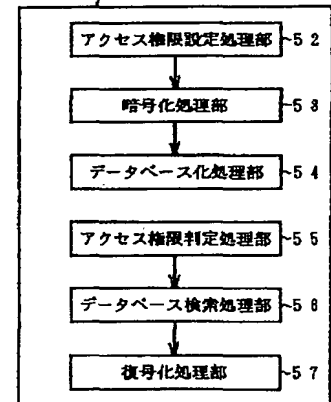 アクセス権限設定処理部 ~52
暗号化処理部 ~53
データベース化処理部 ~54
アクセス権限判定処理部 ~55
データベース検索処理部 ~56
復号化処理部 ~57